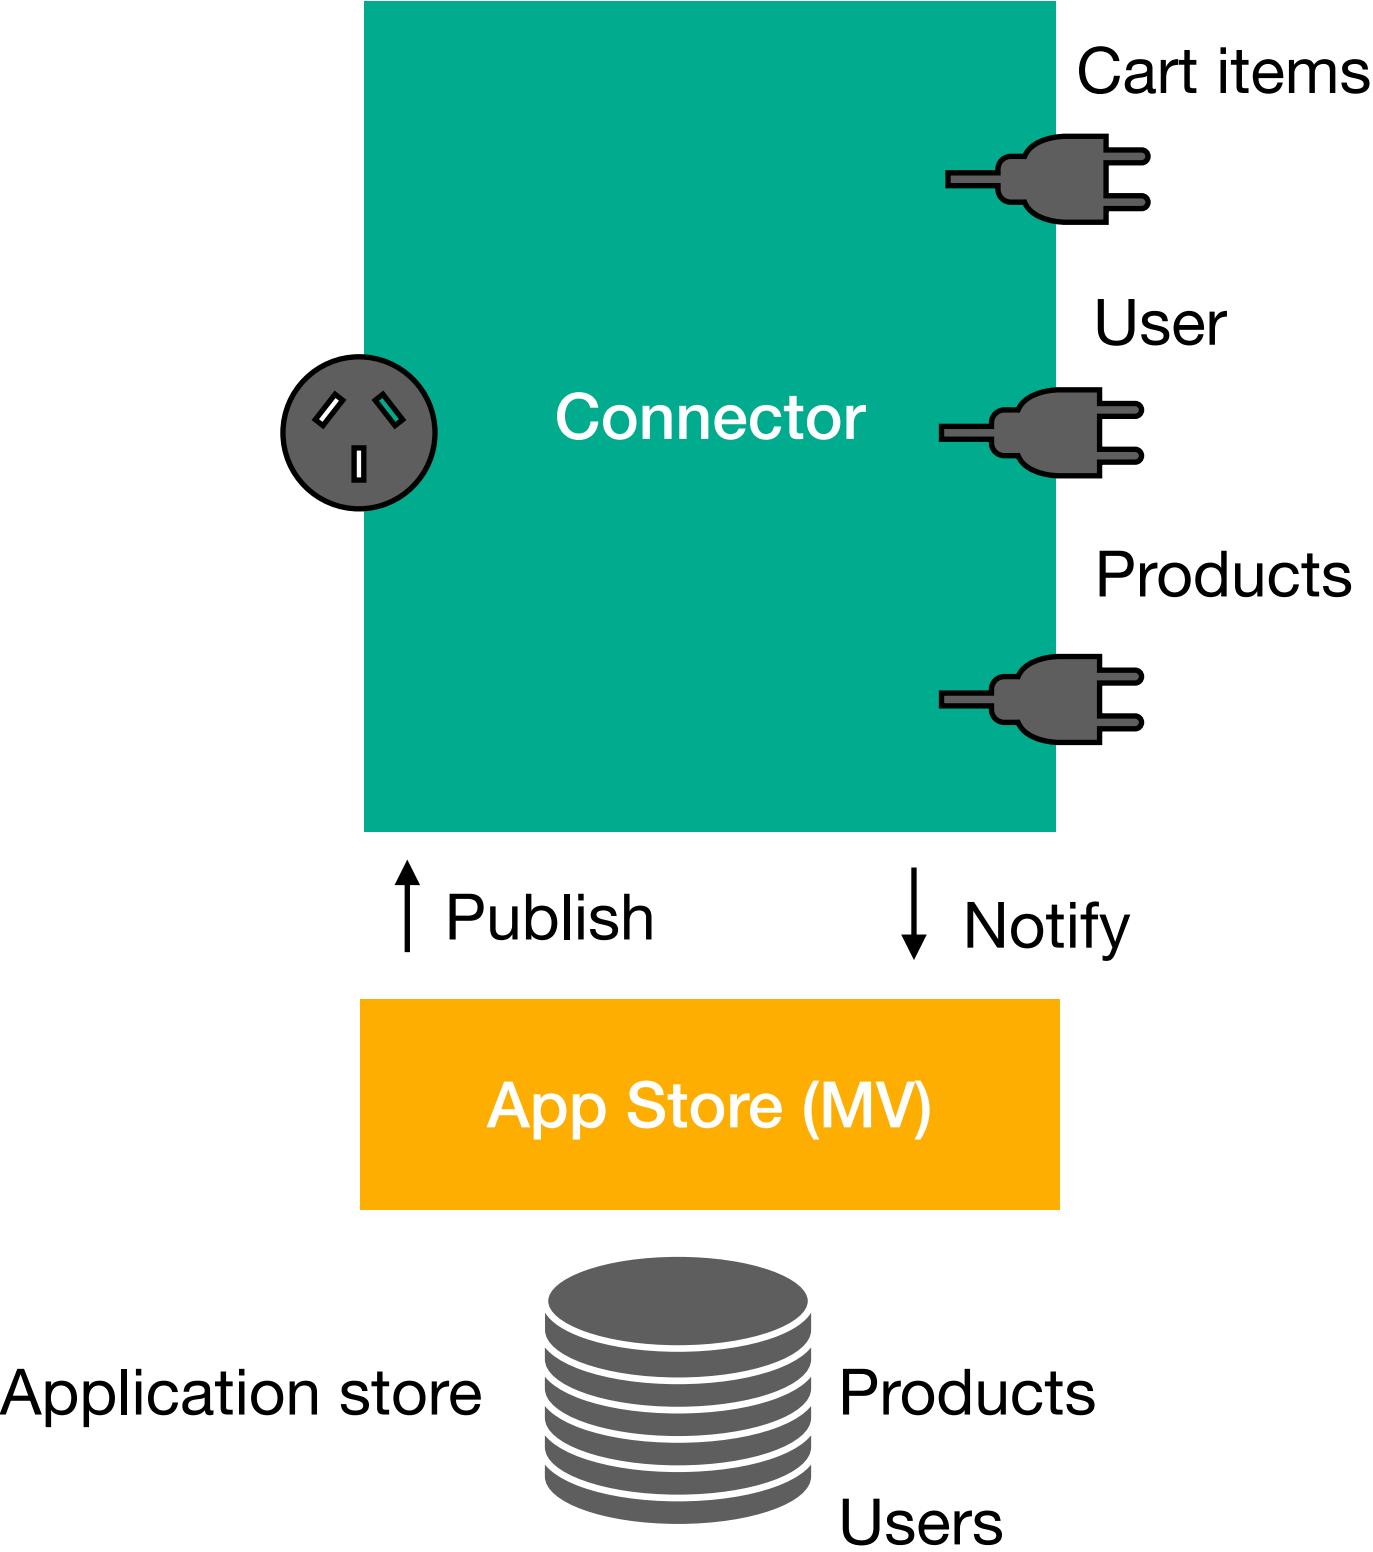 Cart items
User
Connector
Products
Publish
Notify
App Store (MV)
Application store
Products
Users